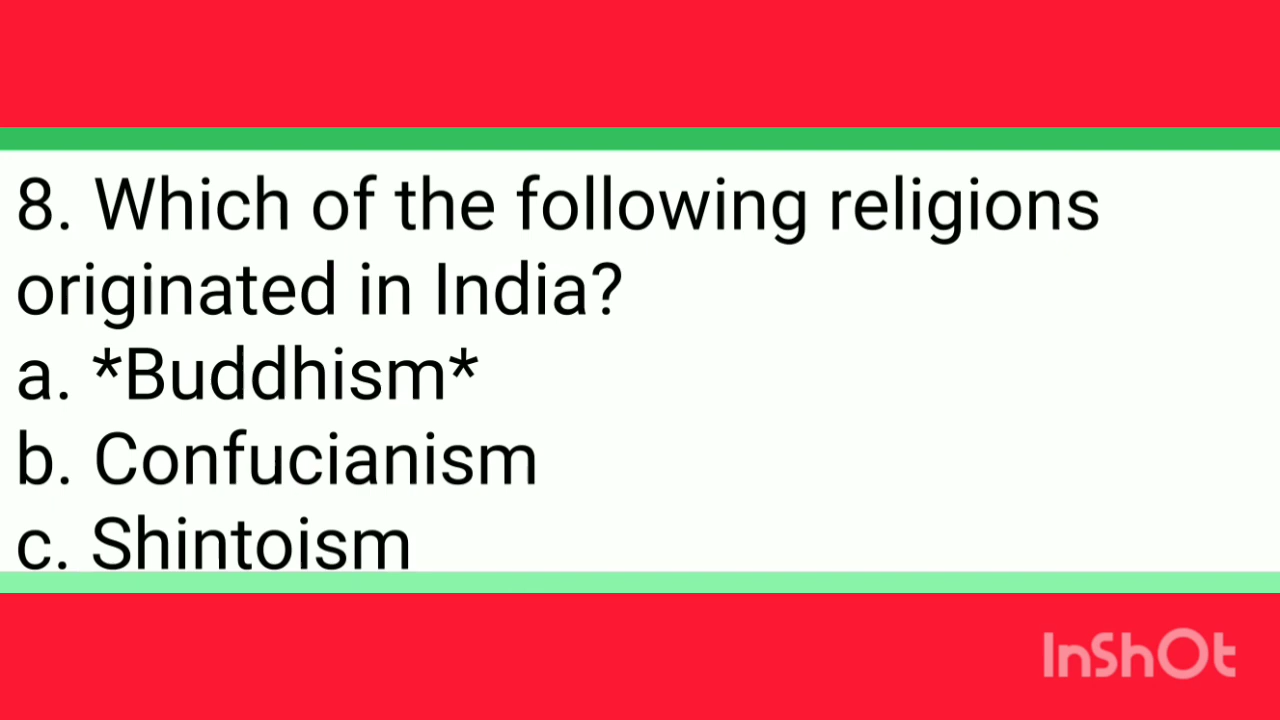 8. Which of the following religions
originated in India?
a. *Buddhism*
b. Confucianism
c. Shintoism
InShOt